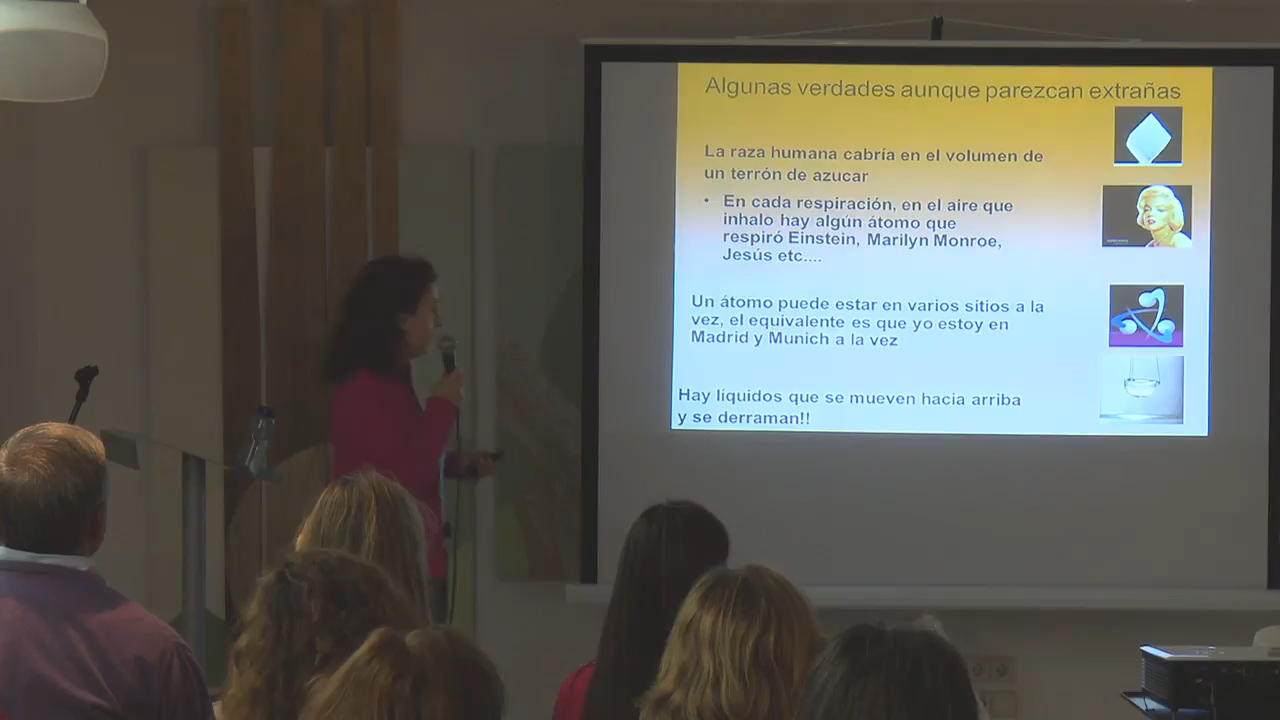 Algunas verdades aunque parezcan extrañas
La raza humana cabría en el volumen de
un terrón de azucar
• En cada respiración, en el aire que
inhalo hay algún átomo que
respiró Einstein, Marilyn Monroe,
Jesús etc....
Un átomo puede estar en varios sitios a la
vez, el equivalente es que yo estoy en
Madrid y Munich a la vez
Hay líquidos que se mueven hacia arriba
y se derraman!!